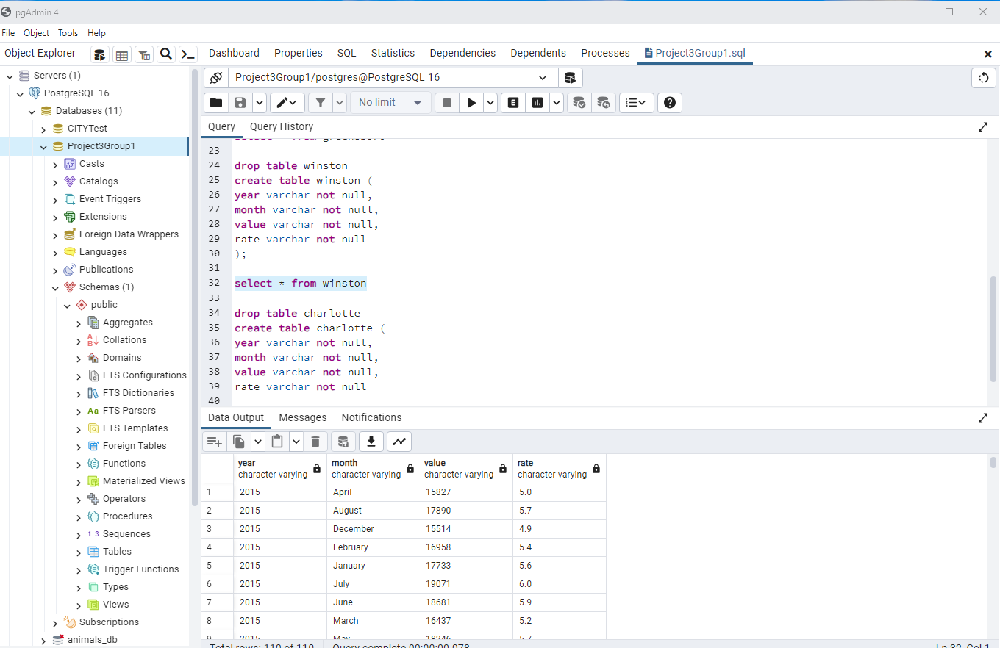 pgAdmin 4
File Object Tools Help
Object Explorer
Dashboard Properties SQL Statistics Dependencies Dependents Processes Project3Group1.sql
Servers (1)
PostgreSQL 16
Databases (11)
CITYTest
Project3Group1
Casts
Catalogs
Event Triggers
Extensions
Foreign Data Wrappers
Languages
Publications
Schemas (1)
public
Aggregates
Collations
Domains
FTS Configurations
FTS Dictionaries
Aa FTS Parsers
FTS Templates
Foreign Tables
Functions
Materialized Views
Operators
Procedures
1..3 Sequences
Tables
Trigger Functions
Types
Views
Subscriptions
animals_db
Project3Group1/postgres@PostgreSQL 16
No limit
E
Query Query History
select * from greensboro
23
24 drop table winston
25 create table winston (
26 year varchar not null,
27 month varchar not null,
28 value varchar not null,
29 rate varchar not null
30 );
31
32 select * from winston
33
34 drop table charlotte
35 create table charlotte (
36 year varchar not null,
37 month varchar not null,
38 value varchar not null,
39 rate varchar not null
40
Data Output Messages Notifications
year month value rate
character varying character varying character varying character varying
1 2015 April 15827 5.0
2 2015 August 17890 5.7
3 2015 December 15514 4.9
4 2015 February 16958 5.4
5 2015 January 17733 5.6
6 2015 July 19071 6.0
7 2015 June 18681 5.9
8 2015 March 16437 5.2
9 2015 May 18246 5.7
Total rows: 110 of 110 Query complete 00:00:00.078 Ln 32, Col 1